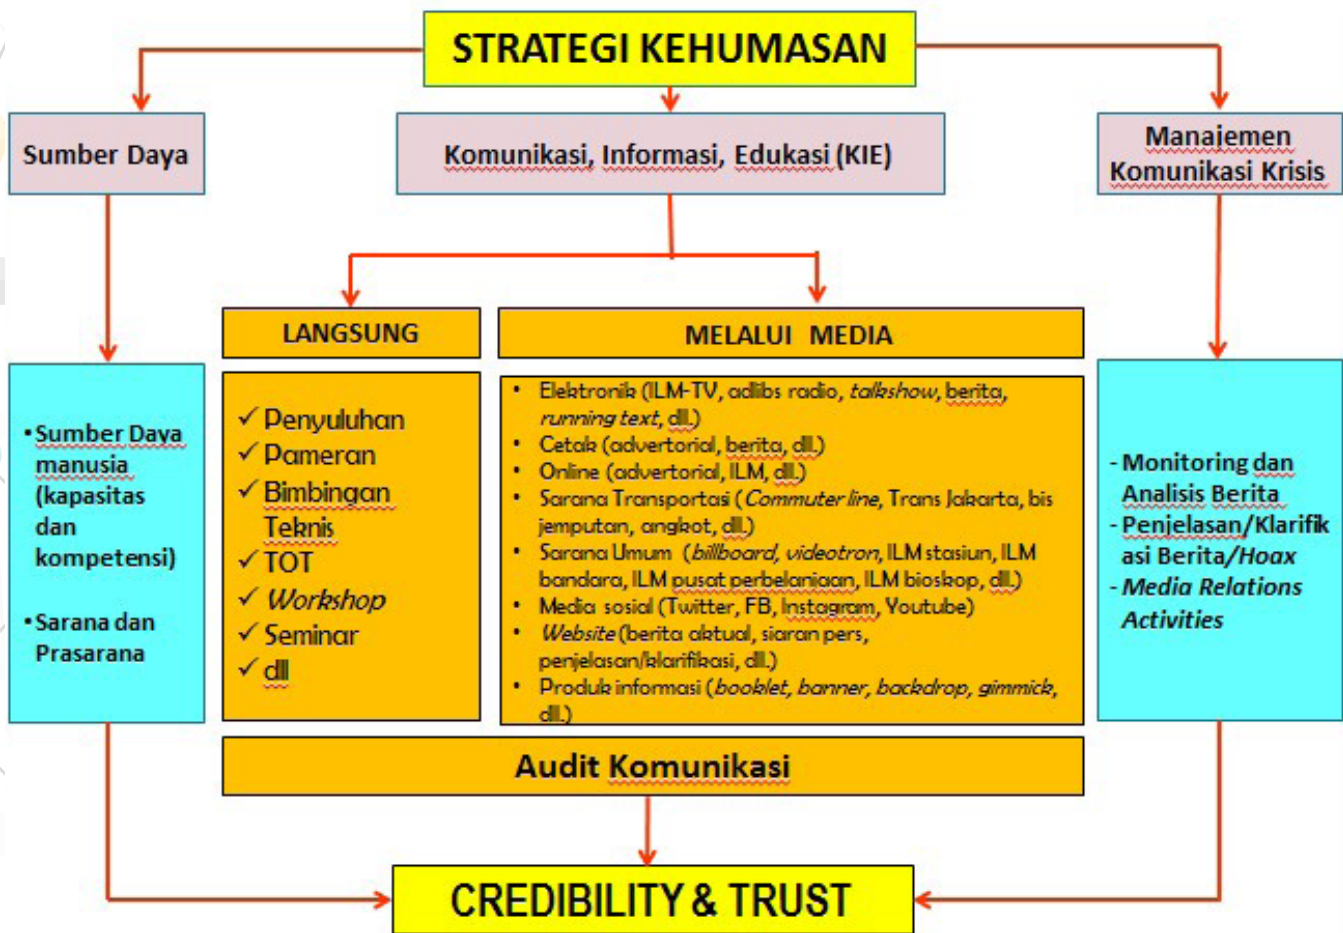 STRATEGI KEHUMASAN
Sumber Daya
Komunikasi, Informasi, Edukasi (KIE)
Manajemen
Komunikasi Krisis
•Sumber Daya
manusia
(kapasitas
dan
kompetensi)
•Sarana dan
Prasarana
LANGSUNG
✓ Penyuluhan
✓ Pameran
✓ Bimbingan
Teknis
✓ TOT
✓ Workshop
✓ Seminar
✓ dll
MELALUI MEDIA
• Elektronik (ILM-TV, adlibs radio, talkshow, berita,
running text, dll.)
• Cetak (advertorial, berita, dll.)
• Online (advertorial, ILM, dll.)
• Sarana Transportasi (Commuter line, Trans Jakarta, bis
jemputan, angkot, dll.)
• Sarana Umum (billboard, videotron, ILM stasiun, ILM
bandara, ILM pusat perbelanjaan, ILM bioskop, dll.)
• Media sosial (Twitter, FB, Instagram, Youtube)
• Website (berita aktual, siaran pers,
penjelasan/klarifikasi, dll.)
• Produk informasi (booklet, banner, backdrop, gimmick,
dll.)
- Monitoring dan
Analisis Berita
- Penjelasan/Klarifik
asi Berita/Hoax
- Media Relations
Activities
Audit Komunikasi
CREDIBILITY & TRUST